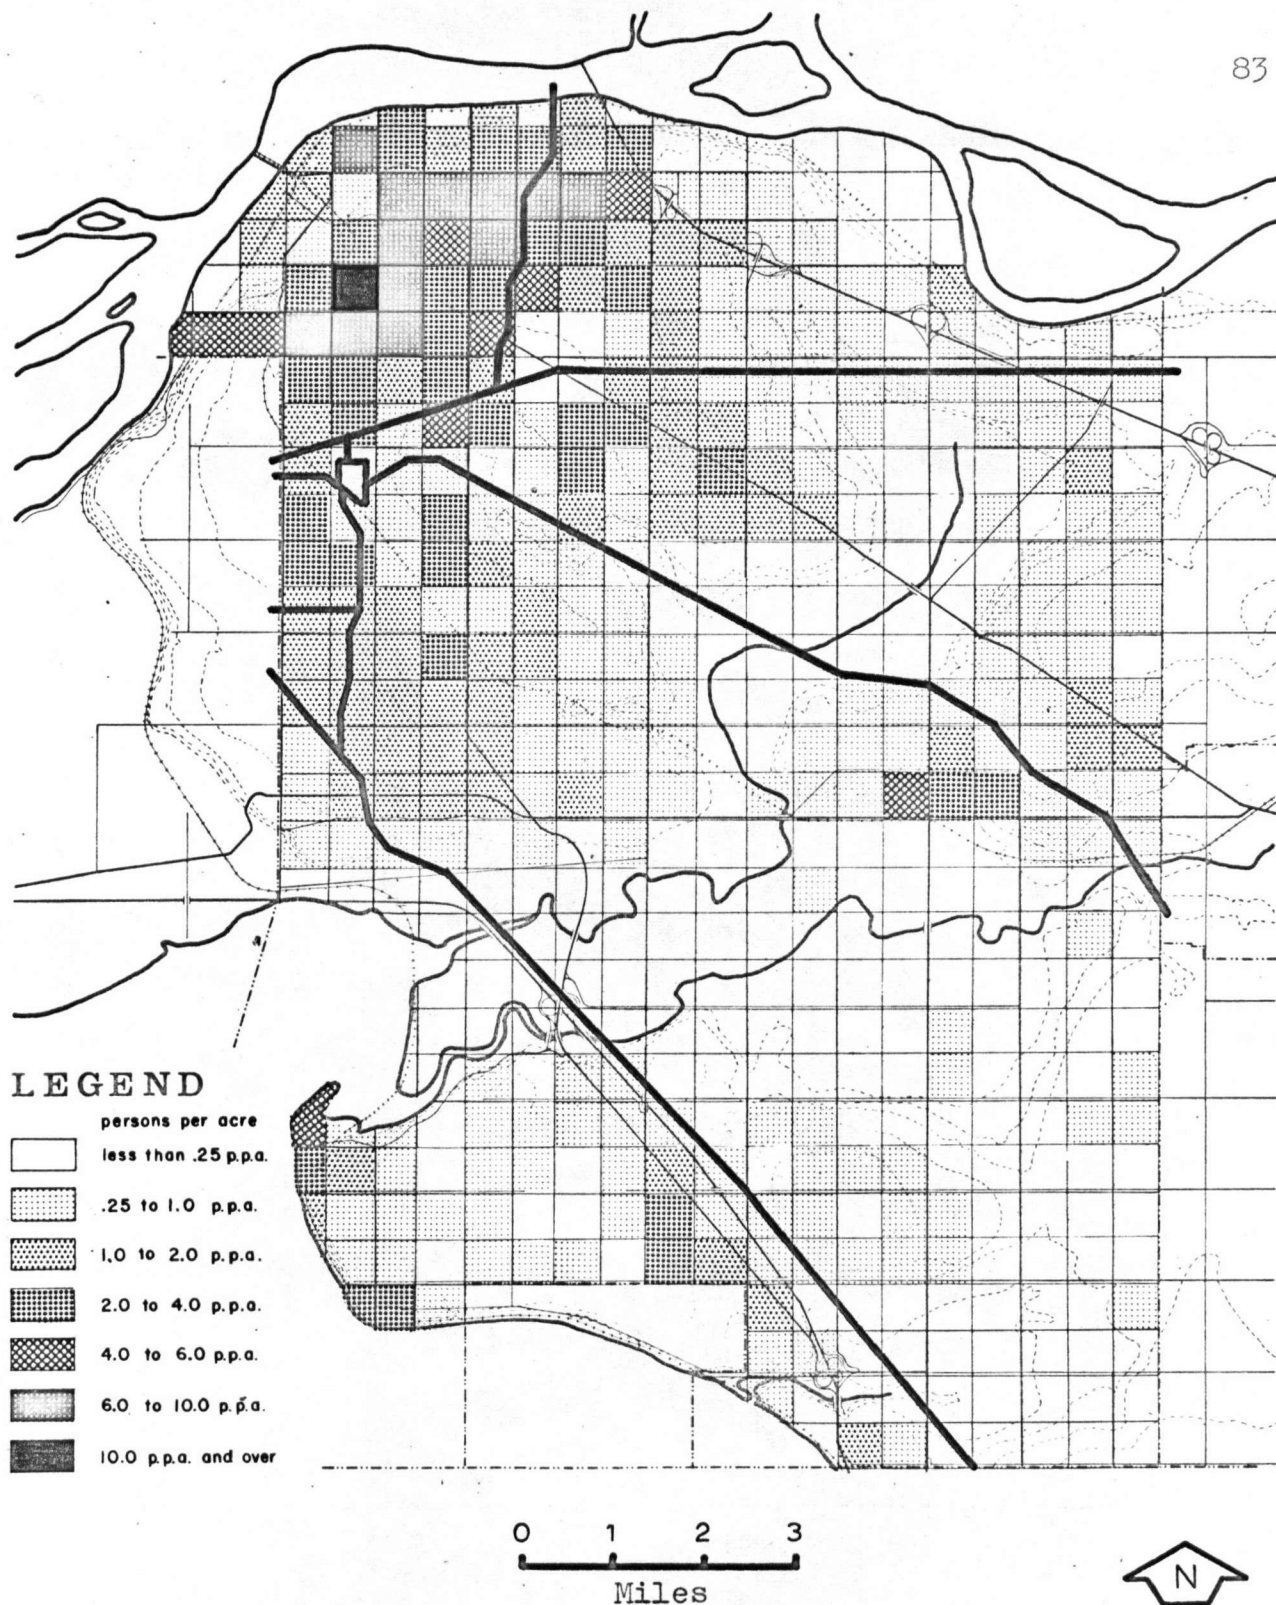 83
LEGEND
persons per acre
less than .25 p.p.a.
.25 to 1.0 p.p.a.
1.0 to 2.0 p.p.a.
2.0 to 4.0 p.p.a.
4.0 to 6.0 p.p.a.
6.0 to 10.0 p.p.a.
10.0 p.p.a. and over
0 1 2 3
Miles
N